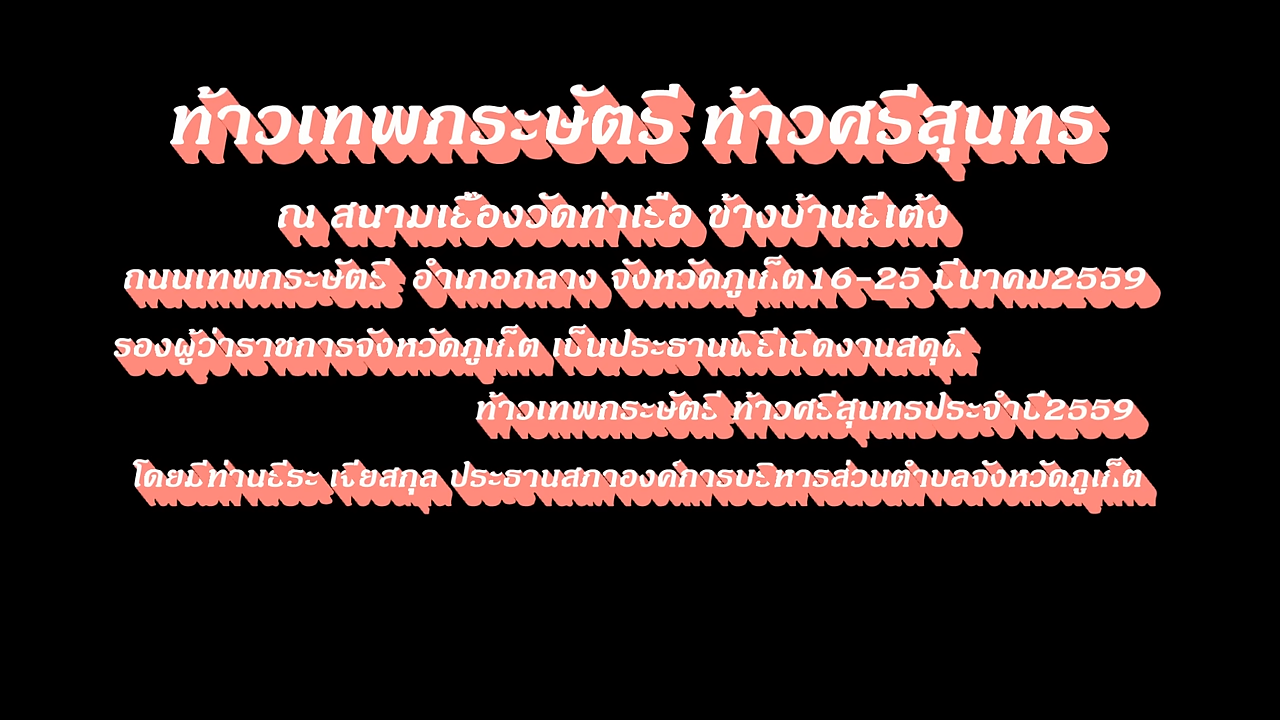 ท้าวเทพกระษัตรี ท้าวศรีสุนทร
ณ สนามเยื้องวัดท่าเรือ ข้างบ้านยี่เต้ง
ถนนเทพกระษัตรี อำเภอถลาง จังหวัดภูเก็ต16-25 มีนาคม2559
รองผู้ว่าราชการจังหวัดภูเก็ต เป็นประธานพิธีเปิดงานสดุดี
ท้าวเทพกระษัตรี ท้าวศรีสุนทรประจำปี2559
โดยมีท่านธีระ เจี่ยสกุล ประธานสภาองค์การบริหารส่วนตำบลจังหวัดภูเก็ต